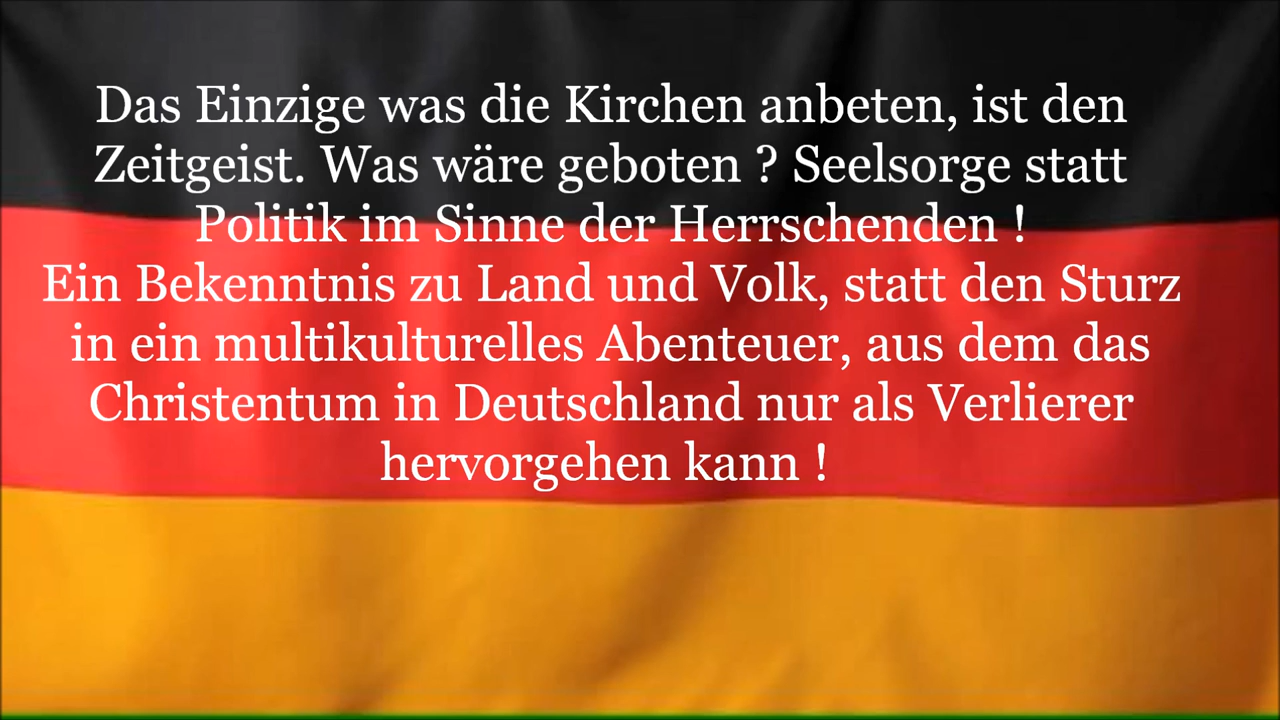 Das Einzige was die Kirchen anbeten, ist den
Zeitgeist. Was wäre geboten ? Seelsorge statt
Politik im Sinne der Herrschenden !
Ein Bekenntnis zu Land und Volk, statt den Sturz
in ein multikulturelles Abenteuer, aus dem das
Christentum in Deutschland nur als Verlierer
hervorgehen kann !